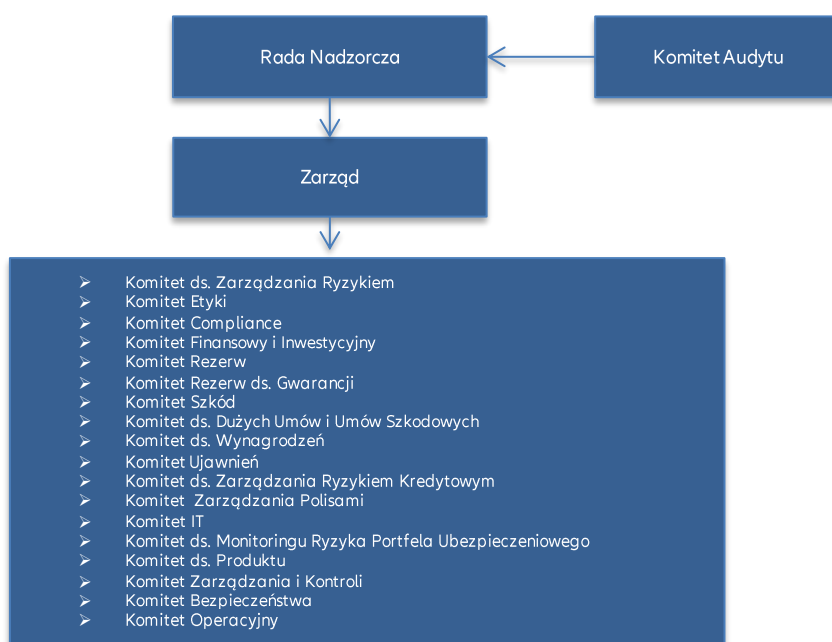 Rada Nadzorcza
Komitet Audytu
Zarząd
➢ Komitet ds. Zarządzania Ryzykiem
➢ Komitet Etyki
➢ Komitet Compliance
➢ Komitet Finansowy i Inwestycyjny
➢ Komitet Rezerw
➢ Komitet Rezerw ds. Gwarancji
➢ Komitet Szkód
➢ Komitet ds. Dużych Umów i Umów Szkodowych
➢ Komitet ds. Wynagrodzeń
➢ Komitet Ujawnień
➢ Komitet ds. Zarządzania Ryzykiem Kredytowym
➢ Komitet Zarządzania Polisami
➢ Komitet IT
➢ Komitet ds. Monitoringu Ryzyka Portfela Ubezpieczeniowego
➢ Komitet ds. Produktu
➢ Komitet Zarządzania i Kontroli
➢ Komitet Bezpieczeństwa
➢ Komitet Operacyjny